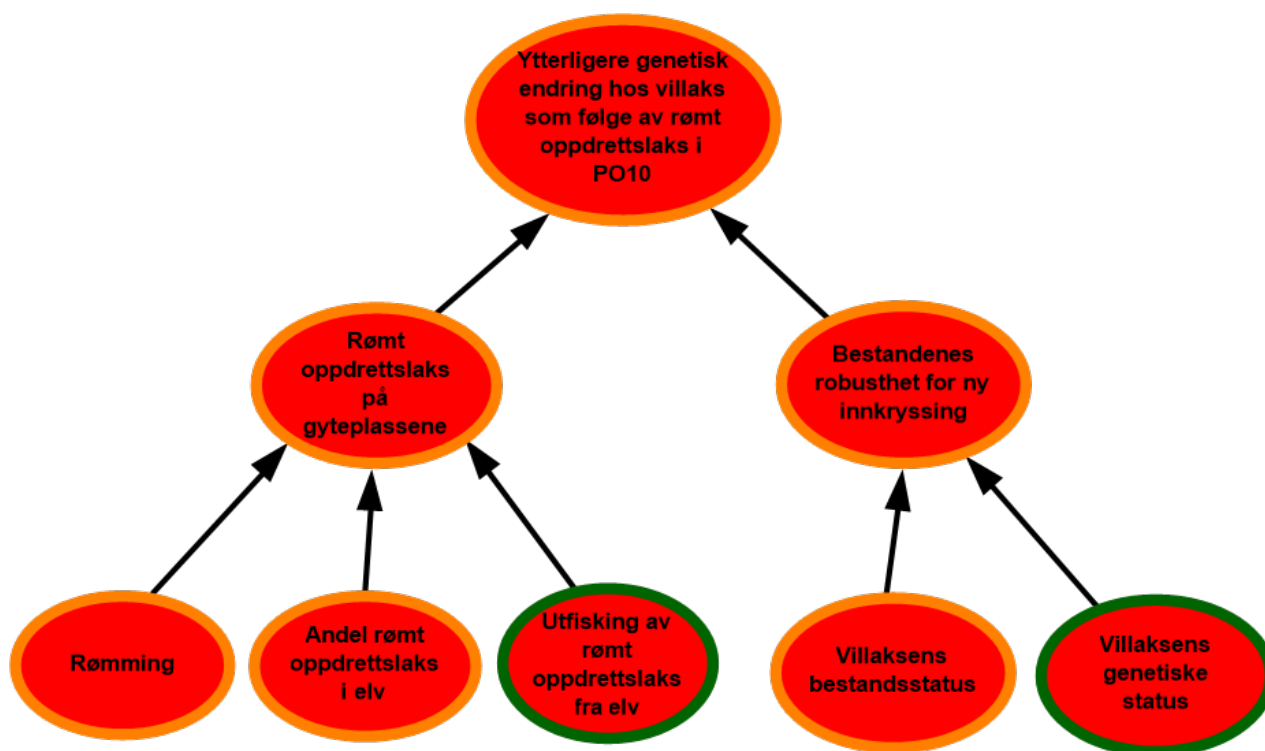 Ytterligere genetisk
endring hos villaks
som følge av rømt
oppdrettslaks i
PO10
Rømt
oppdrettslaks
på
gyteplassene
Bestandenes
robusthet for ny
innkryssing
Rømming
Andel rømt
oppdrettslaks
i elv
Utfisking av
rømt
oppdrettslaks
fra elv
Villaksens
bestandsstatus
Villaksens
genetiske
status